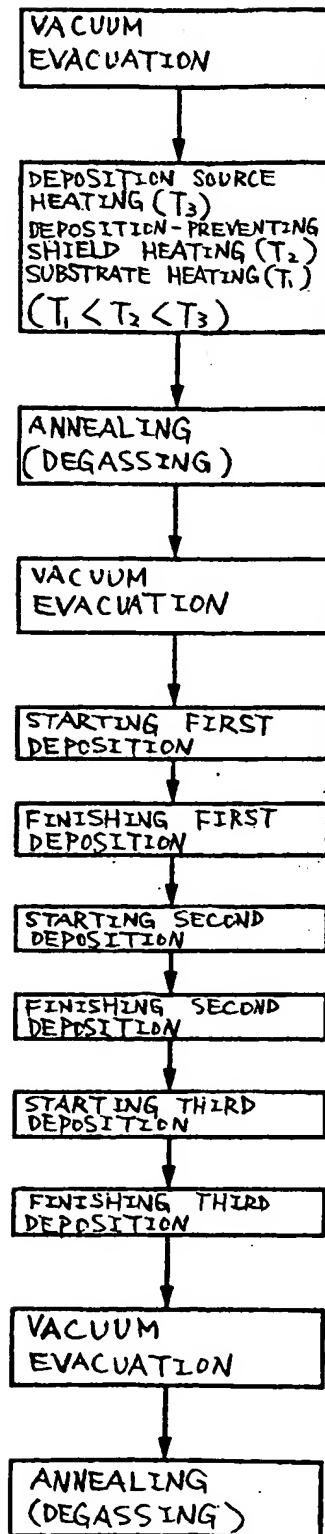 VACUUM
EVACUATION
DEPOSITION SOURCE
HEATING (T₃)
DEPOSITION-PREVENTING
SHIELD HEATING (T₂)
SUBSTRATE HEATING (T₁)
(T₁ < T₂ < T₃)
ANNEALING
(DEGASSING)
VACUUM
EVACUATION
STARTING FIRST
DEPOSITION
FINISHING FIRST
DEPOSITION
STARTING SECOND
DEPOSITION
FINISHING SECOND
DEPOSITION
STARTING THIRD
DEPOSITION
FINISHING THIRD
DEPOSITION
VACUUM
EVACUATION
ANNEALING
(DEGASSING)